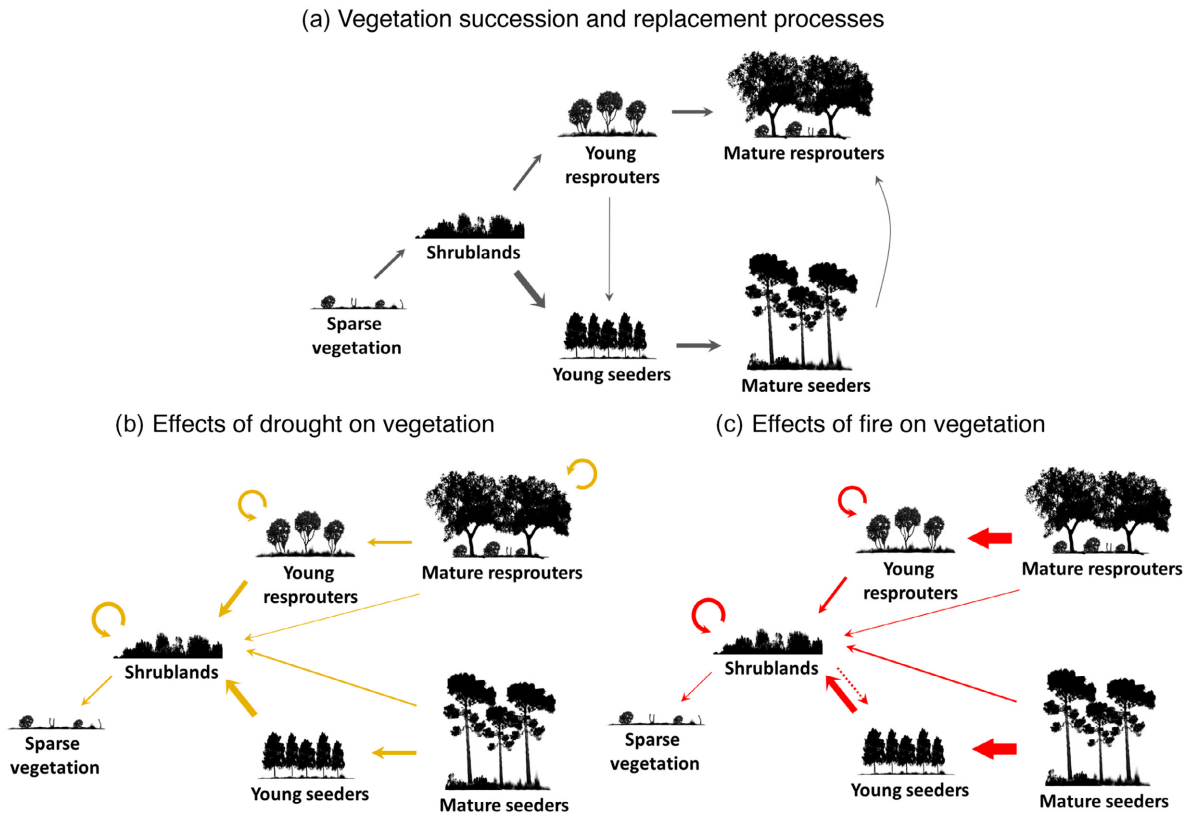 (a) Vegetation succession and replacement processes
Young
resprouters
Mature resprouters
Shrublands
Sparse
vegetation
Young seeders
Mature seeders
(b) Effects of drought on vegetation
Young
resprouters
Mature resprouters
Shrublands
Sparse
vegetation
Young seeders
Mature seeders
(c) Effects of fire on vegetation
Young
resprouters
Mature resprouters
Shrublands
Sparse
vegetation
Young seeders
Mature seeders